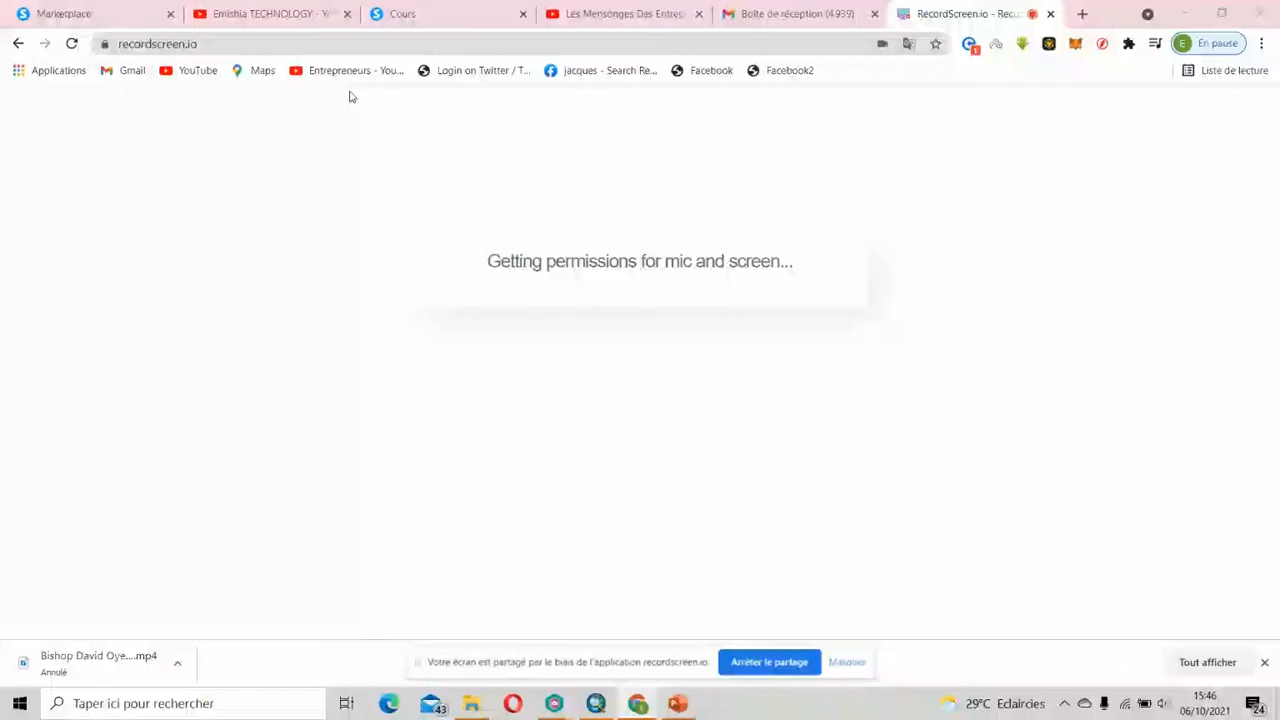 Marketplace
Emishia TECHNOLOGY - Y
Cours
Les Mensonges Des Entrep
Boîte de réception (4 939)
RecordScreen.io - Reco
recordscreen.io
E En pause
1
Applications
Gmail
YouTube
Maps
Entrepreneurs - You...
Login on Twitter / T...
jacques - Search Re...
Facebook
Facebook2
Liste de lecture
Getting permissions for mic and screen...
Bishop David Oye....mp4
Annulé
Votre écran est partagé par le biais de l'application recordscreen.io.
Arrêter le partage
Masquer
Tout afficher
Taper ici pour rechercher
43
29°C Eclaircies
15:46
06/10/2021
24